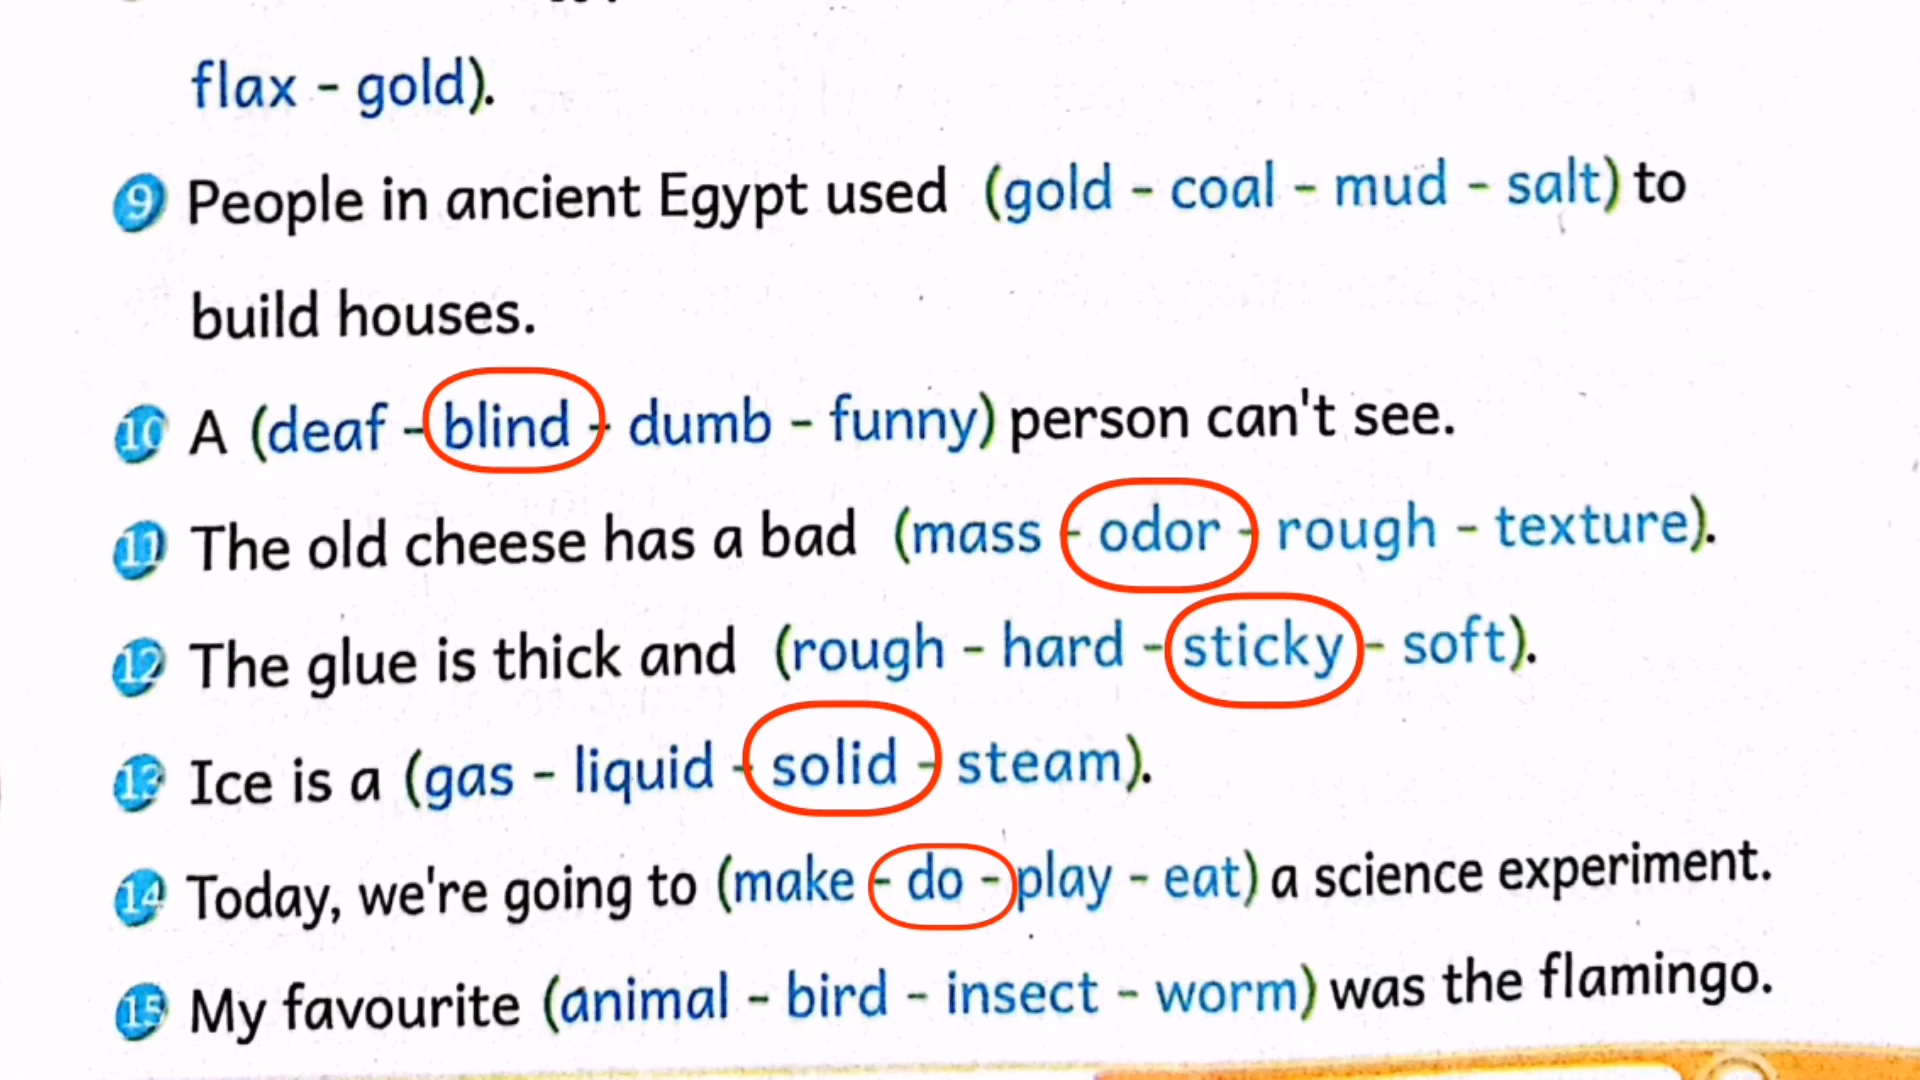 flax - gold).
9 People in ancient Egypt used (gold - coal - mud - salt) to
build houses.
10 A (deaf - blind - dumb - funny) person can't see.
11 The old cheese has a bad (mass - odor - rough - texture).
12 The glue is thick and (rough - hard - sticky - soft).
13 Ice is a (gas - liquid - solid - steam).
14 Today, we're going to (make - do - play - eat) a science experiment.
15 My favourite (animal - bird - insect - worm) was the flamingo.